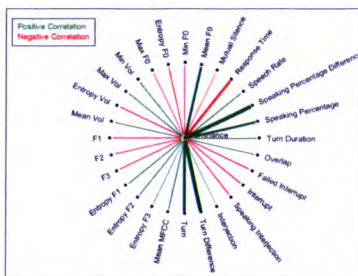 Positive Correlation
Negative Correlation
Min F0
Mean F0
Mutual Silence
Response Time
Speech Rate
Speaking Percentage Difference
Speaking Percentage
Turn Duration
Overlap
Failed Interrupt
Interrupt
Speaking Interjection
Interjection
Turn Difference
Turn
Mean MFCC
Entropy F3
Entropy F2
Entropy F1
F3
F2
F1
Mean Vol
Entropy Vol
Max Vol
Min Vol
Max F0
Entropy F0